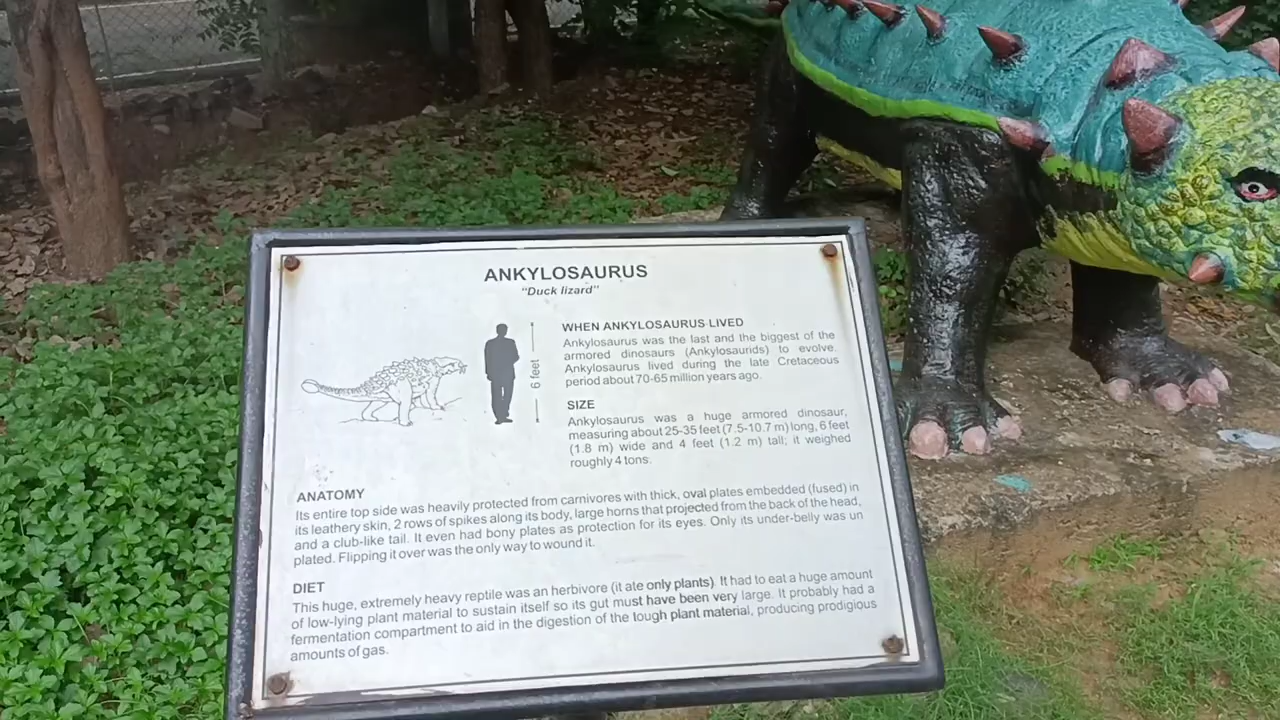 ANKYLOSAURUS
“Duck lizard”
6 feet
WHEN ANKYLOSAURUS LIVED
Ankylosaurus was the last and the biggest of the
armored dinosaurs (Ankylosaurids) to evolve.
Ankylosaurus lived during the late Cretaceous
period about 70-65 million years ago.
SIZE
Ankylosaurus was a huge armored dinosaur,
measuring about 25-35 feet (7.5-10.7 m) long, 6 feet
(1.8 m) wide and 4 feet (1.2 m) tall; it weighed
roughly 4 tons.
ANATOMY
Its entire top side was heavily protected from carnivores with thick, oval plates embedded (fused) in
its leathery skin, 2 rows of spikes along its body, large horns that projected from the back of the head,
and a club-like tail. It even had bony plates as protection for its eyes. Only its under-belly was un
plated. Flipping it over was the only way to wound it.
DIET
This huge, extremely heavy reptile was an herbivore (it ate only plants). It had to eat a huge amount
of low-lying plant material to sustain itself so its gut must have been very large. It probably had a
fermentation compartment to aid in the digestion of the tough plant material, producing prodigious
amounts of gas.